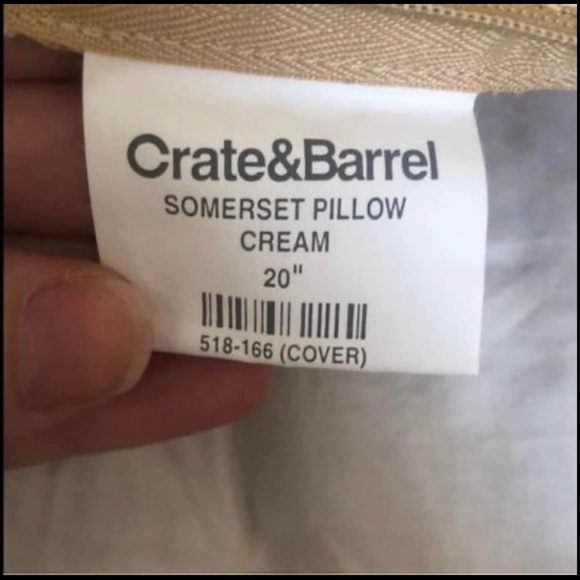 Crate&Barrel
SOMERSET PILLOW
CREAM
20"
518-166 (COVER)